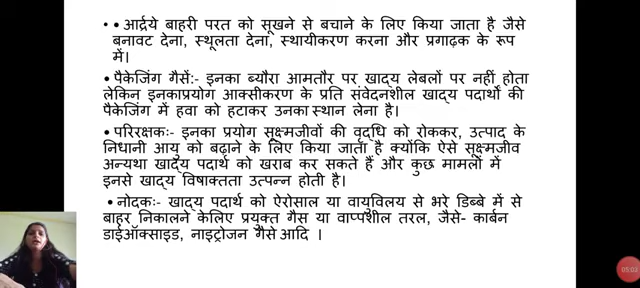 • • आर्द्रये बाहरी परत को सूखने से बचाने के लिए किया जाता है जैसे
बनावट देना, स्थूलता देना, स्थायीकरण करना और प्रगाढ़क के रूप
में।
• पैकेजिंग गैसें:- इनका ब्यौरा आमतौर पर खाद्य लेबलों पर नहीं होता
लेकिन इनकाप्रयोग आक्सीकरण के प्रति संवेदनशील खाद्य पदार्थों की
पैकेजिंग में हवा को हटाकर उनका स्थान लेना है।
• परिरक्षकः- इनका प्रयोग सूक्ष्मजीवों की वृद्धि को रोककर, उत्पाद के
निधानी आयु को बढ़ाने के लिए किया जाता है क्योंकि ऐसे सूक्ष्मजीव
अन्यथा खाद्य पदार्थ को खराब कर सकते हैं और कुछ मामलों में
इनसे खाद्य विषाक्तता उत्पन्न होती है।
• नोदकः- खाद्य पदार्थ को ऐरोसाल या वायुविलय से भरे डिब्बे में से
बाहर निकालने केलिए प्रयुक्त गैस या वाप्पशील तरल, जैसे- कार्बन
डाईऑक्साइड, नाइट्रोजन गैसे आदि ।
05:03